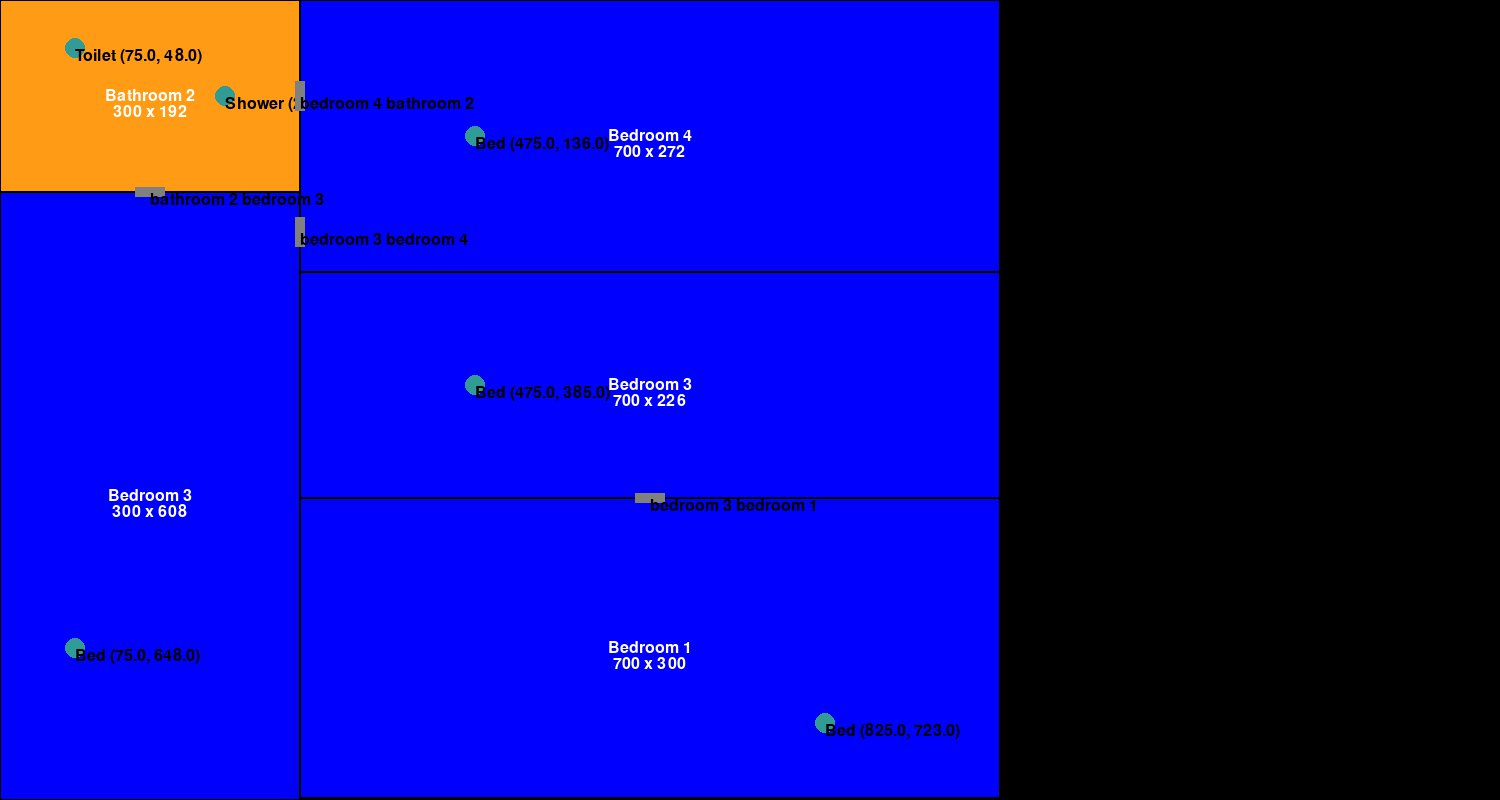 Toilet (75.0, 48.0)
Bathroom 2
300 x 192
Shower (
bedroom 4 bathroom 2
Bed (475.0, 136.0)
Bedroom 4
700 x 272
bathroom 2 bedroom 3
bedroom 3 bedroom 4
Bed (475.0, 385.0)
Bedroom 3
700 x 226
Bedroom 3
300 x 608
bedroom 3 bedroom 1
Bed (75.0, 648.0)
Bedroom 1
700 x 300
Bed (825.0, 723.0)